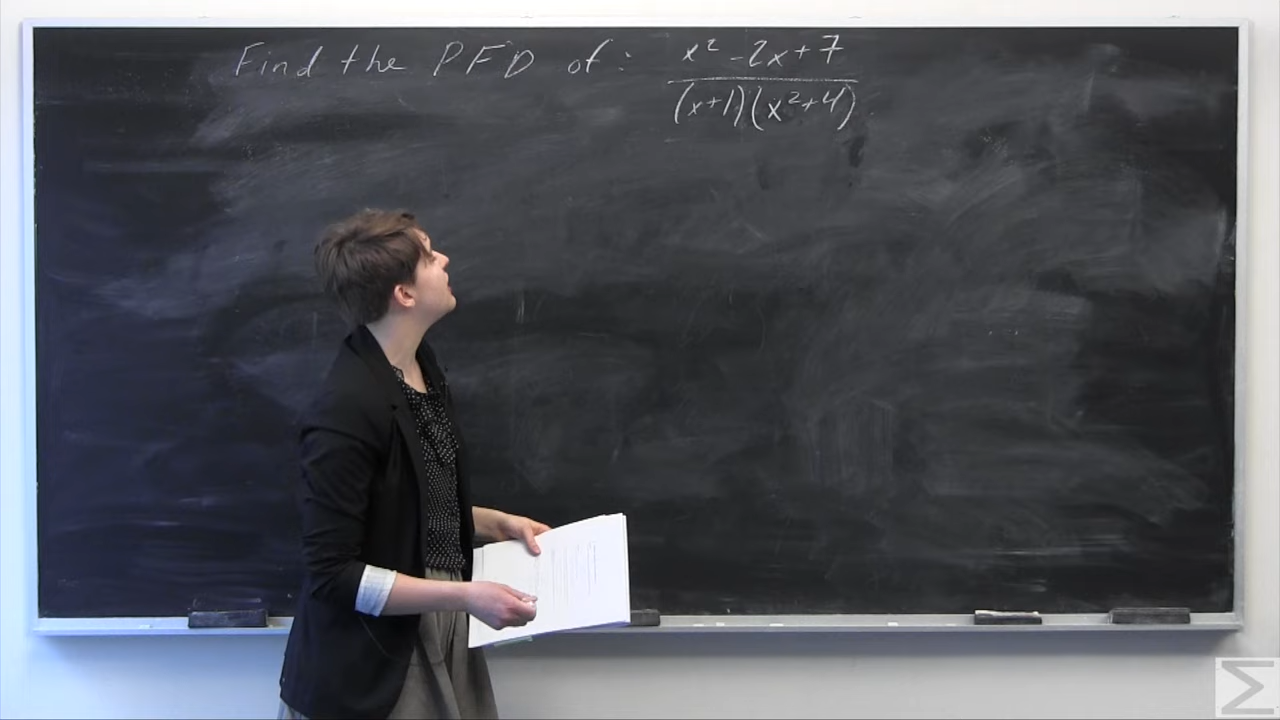 Find the PFD of: x² -2x+7
(x+1)(x²+4)
Σ